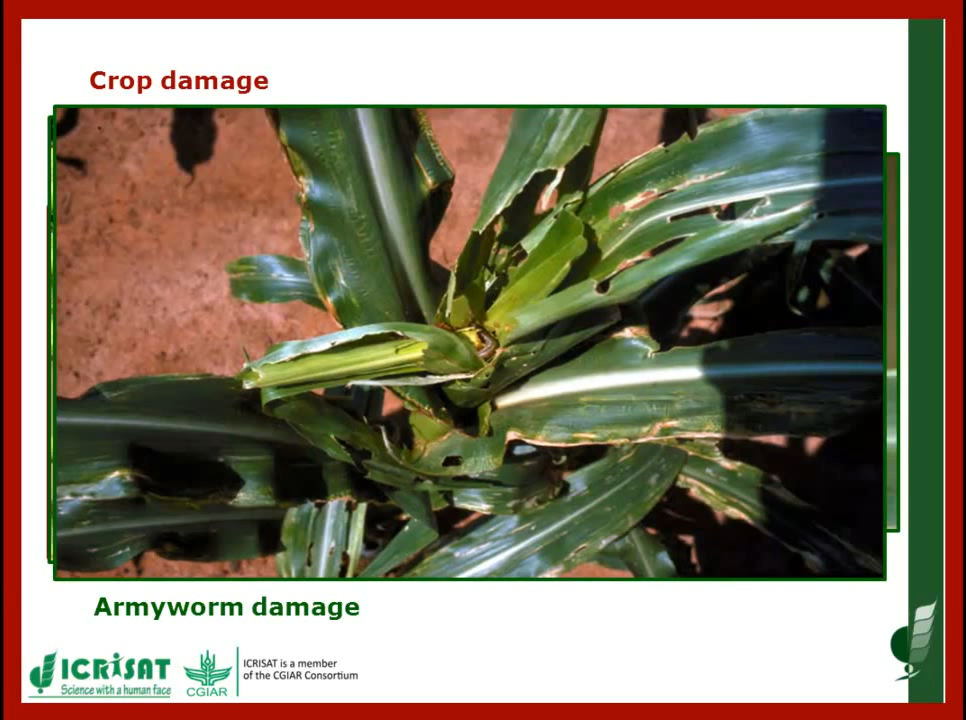 Crop damage
Armyworm damage
ICRISAT
Science with a human face
CGIAR
ICRISAT is a member
of the CGIAR Consortium